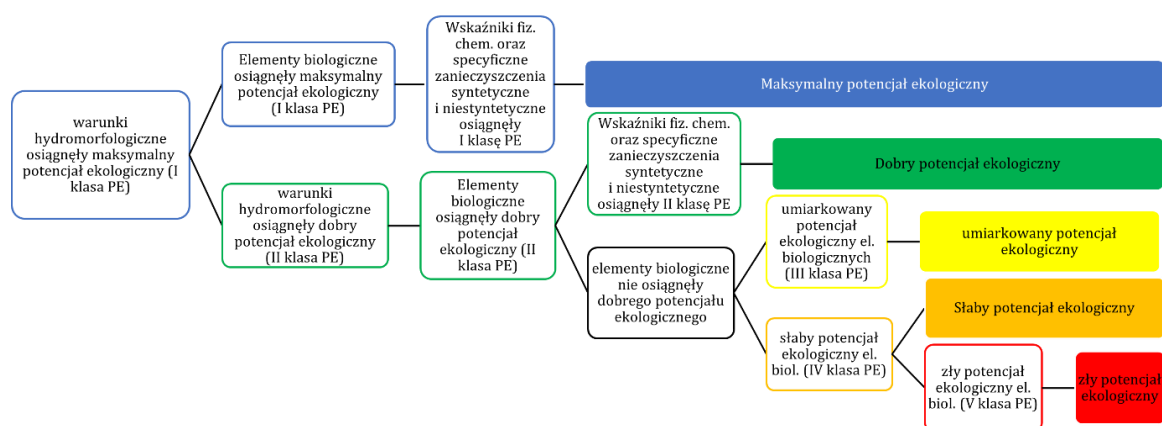 warunki
hydromorfologiczne
osiągnęły maksymalny
potencjał ekologiczny (I
klasa PE)
Elementy biologiczne
osiągnęły maksymalny
potencjał ekologiczny
(I klasa PE)
Wskaźniki fiz.
chem. oraz
specyficzne
zanieczyszczenia
syntetyczne
i niestyntetyczne
osiągnęły
I klasę PE
Maksymalny potencjał ekologiczny
warunki
hydromorfologiczne
osiągnęły dobry
potencjał ekologiczny
(II klasa PE)
Elementy
biologiczne
osiągnęły dobry
potencjał
ekologiczny (II
klasa PE)
Wskaźniki fiz. chem.
oraz specyficzne
zanieczyszczenia
syntetyczne
i niestyntetyczne
osiągnęły II klasę PE
Dobry potencjał ekologiczny
elementy biologiczne
nie osiągnęły
dobrego potencjału
ekologicznego
umiarkowany
potencjał
ekologiczny el.
biologicznych
(III klasa PE)
umiarkowany potencjał
ekologiczny
słaby potencjał
ekologiczny el.
biol. (IV klasa PE)
Słaby potencjał ekologiczny
zły potencjał
ekologiczny el.
biol. (V klasa PE)
zły potencjał
ekologiczny